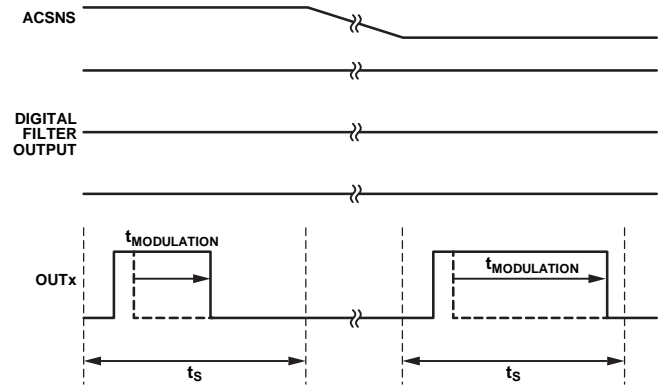 ACSNS
DIGITAL
FILTER
OUTPUT
tMODULATION
tMODULATION
OUTx
tS
tS